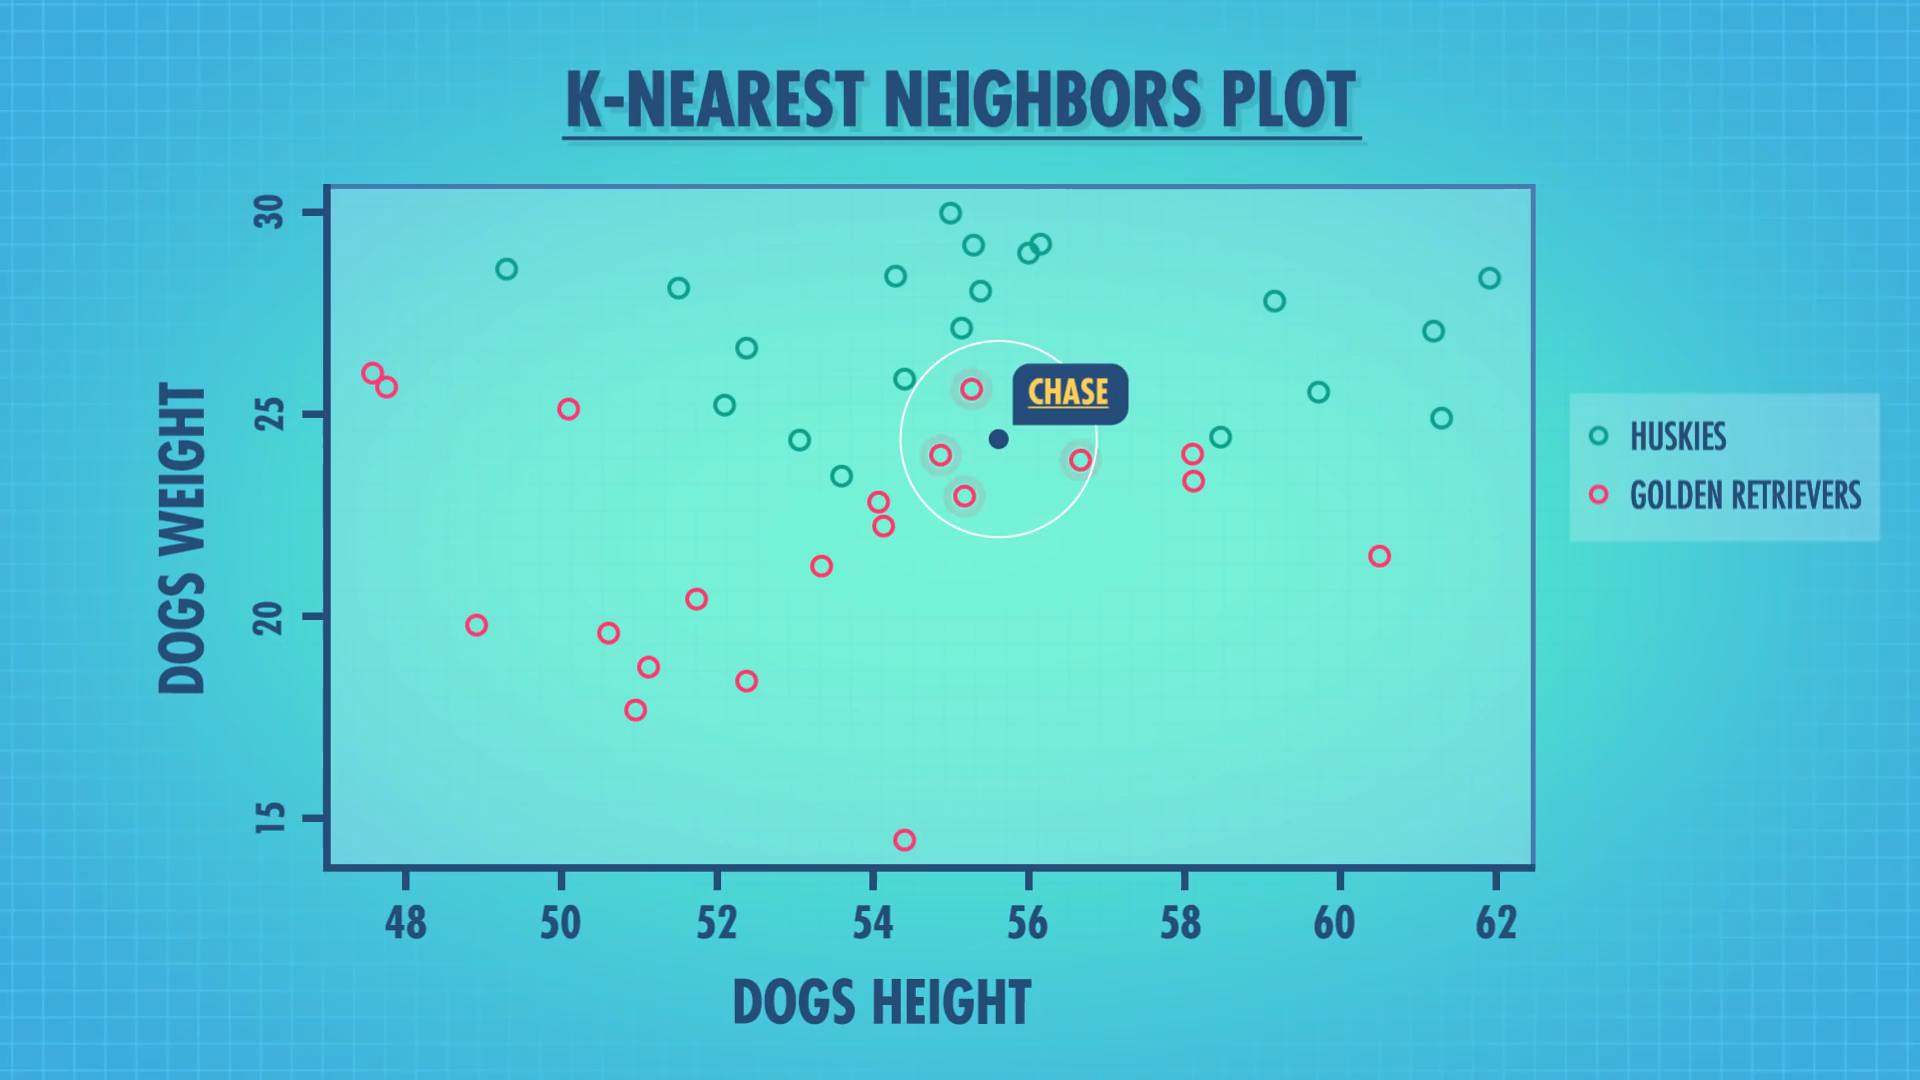 K-NEAREST NEIGHBORS PLOT
30
25
20
15
DOGS WEIGHT
CHASE
HUSKIES
GOLDEN RETRIEVERS
48 50 52 54 56 58 60 62
DOGS HEIGHT